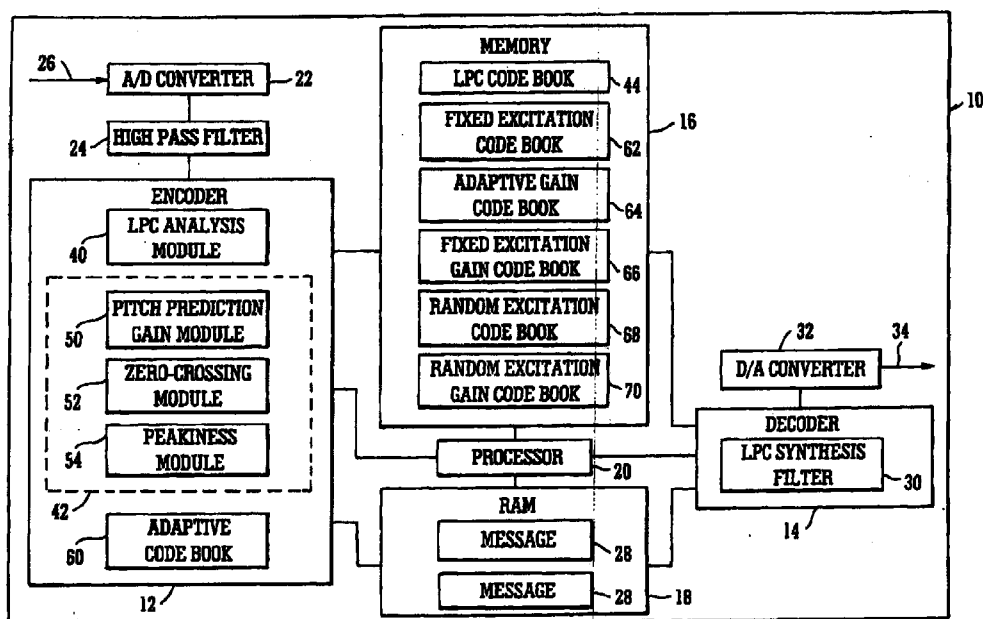 26
A/D CONVERTER
22
24
HIGH PASS FILTER
ENCODER
40
LPC ANALYSIS
MODULE
50
PITCH PREDICTION
GAIN MODULE
52
ZERO-CROSSING
MODULE
54
PEAKINESS
MODULE
42
60
ADAPTIVE
CODE BOOK
12
MEMORY
LPC CODE BOOK
44
16
FIXED EXCITATION
CODE BOOK
62
ADAPTIVE GAIN
CODE BOOK
64
FIXED EXCITATION
GAIN CODE BOOK
66
RANDOM EXCITATION
CODE BOOK
68
RANDOM EXCITATION
GAIN CODE BOOK
70
PROCESSOR
20
RAM
MESSAGE
28
MESSAGE
28
18
10
32
34
D/A CONVERTER
DECODER
LPC SYNTHESIS
FILTER
30
14